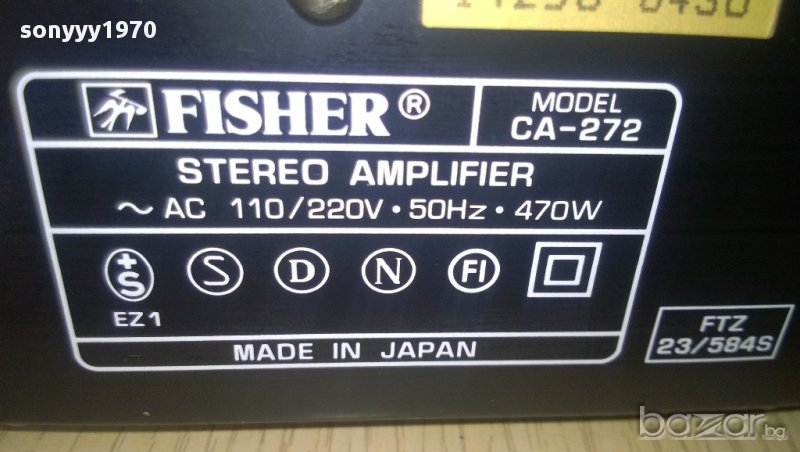 sonyyy1970
FISHER®
MODEL
CA-272
STEREO AMPLIFIER
~ AC 110/220V • 50Hz • 470W
+S S D N FI
EZ1
MADE IN JAPAN
FTZ
23/584S
bazar.bg